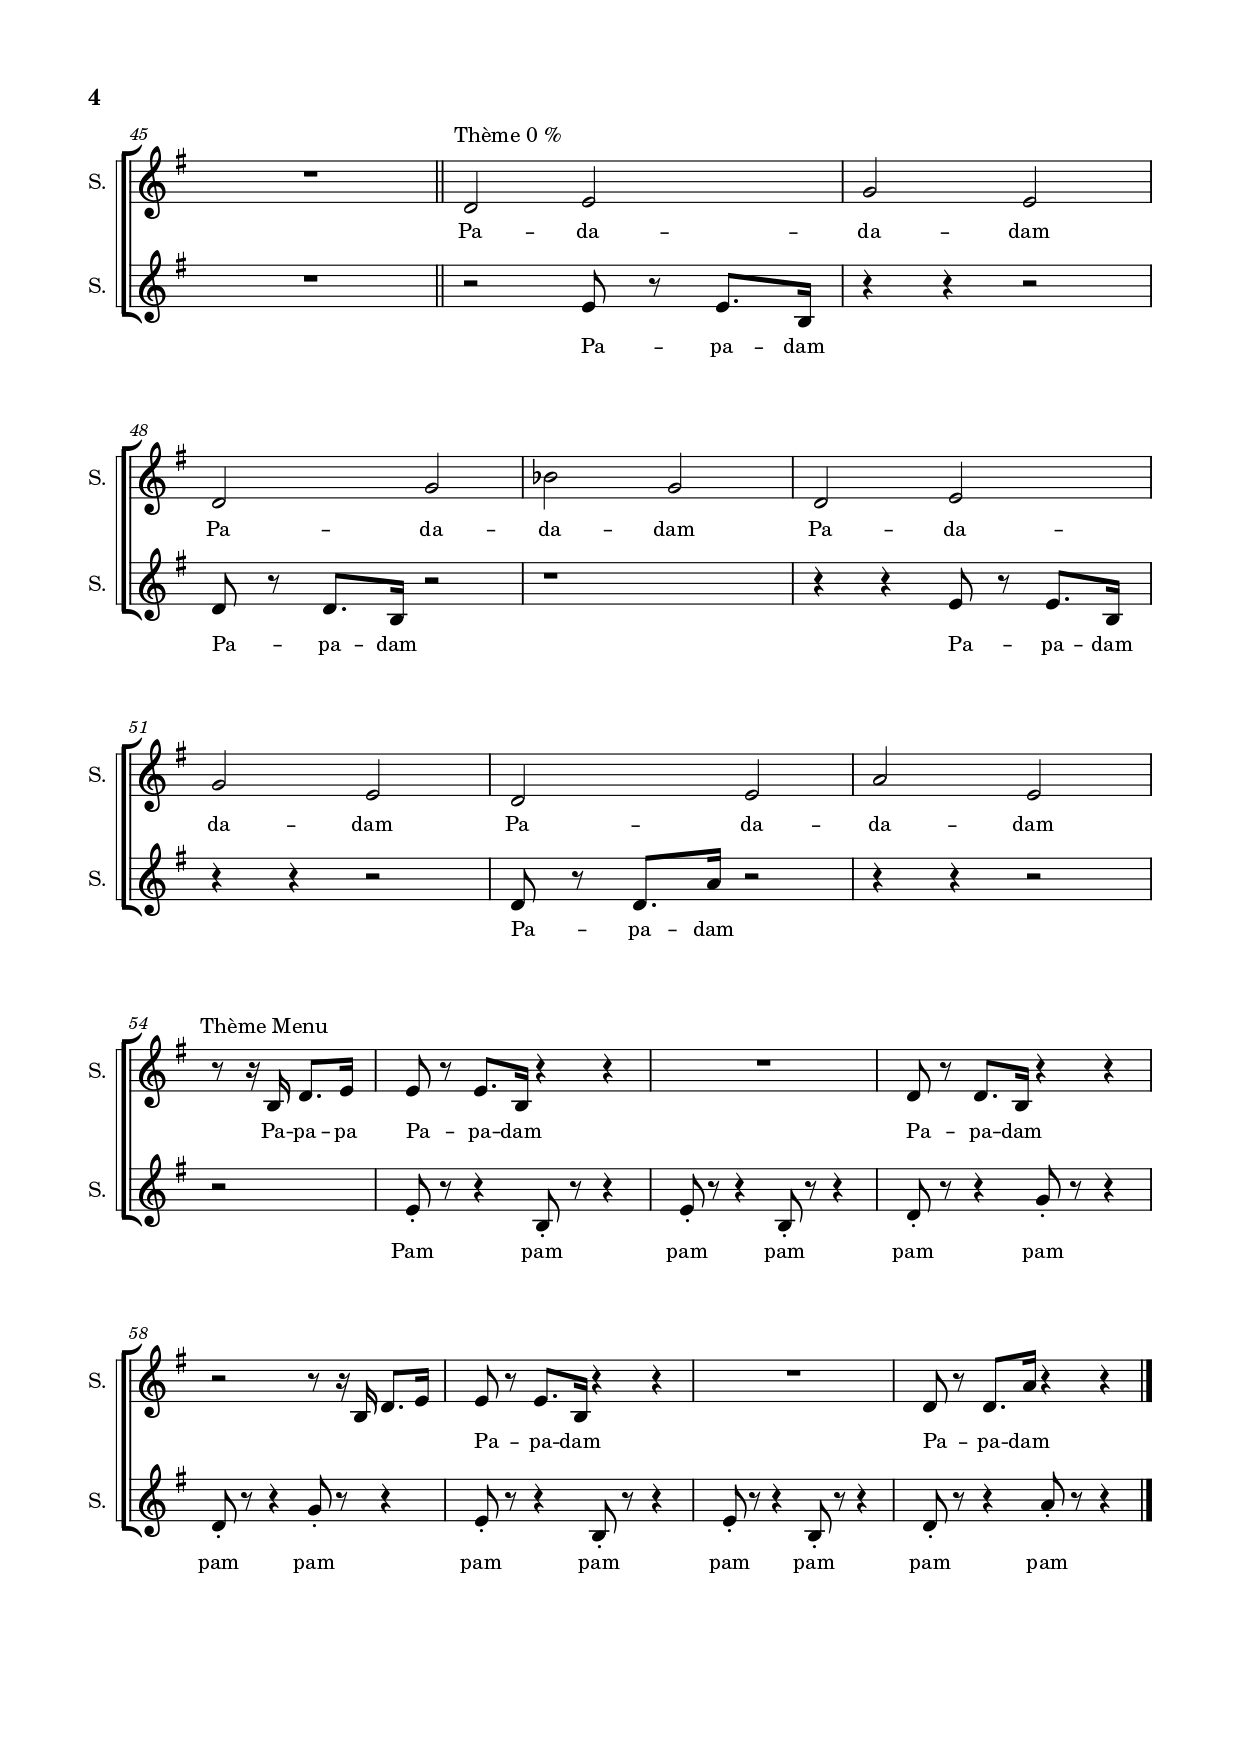 4
45
Thème 0 %
S.
Pa -- da -- da -- dam
S.
Pa -- pa -- dam
48
S.
Pa -- da -- da -- dam Pa -- da --
S.
Pa -- pa -- dam Pa -- pa -- dam
51
S.
da -- dam Pa -- da -- da -- dam
S.
Pa -- pa -- dam
54
Thème Menu
S.
Pa -- pa -- pa Pa -- pa -- dam Pa -- pa -- dam
S.
Pam pam pam pam pam pam
58
S.
Pa -- pa -- dam Pa -- pa -- dam
S.
pam pam pam pam pam pam pam pam